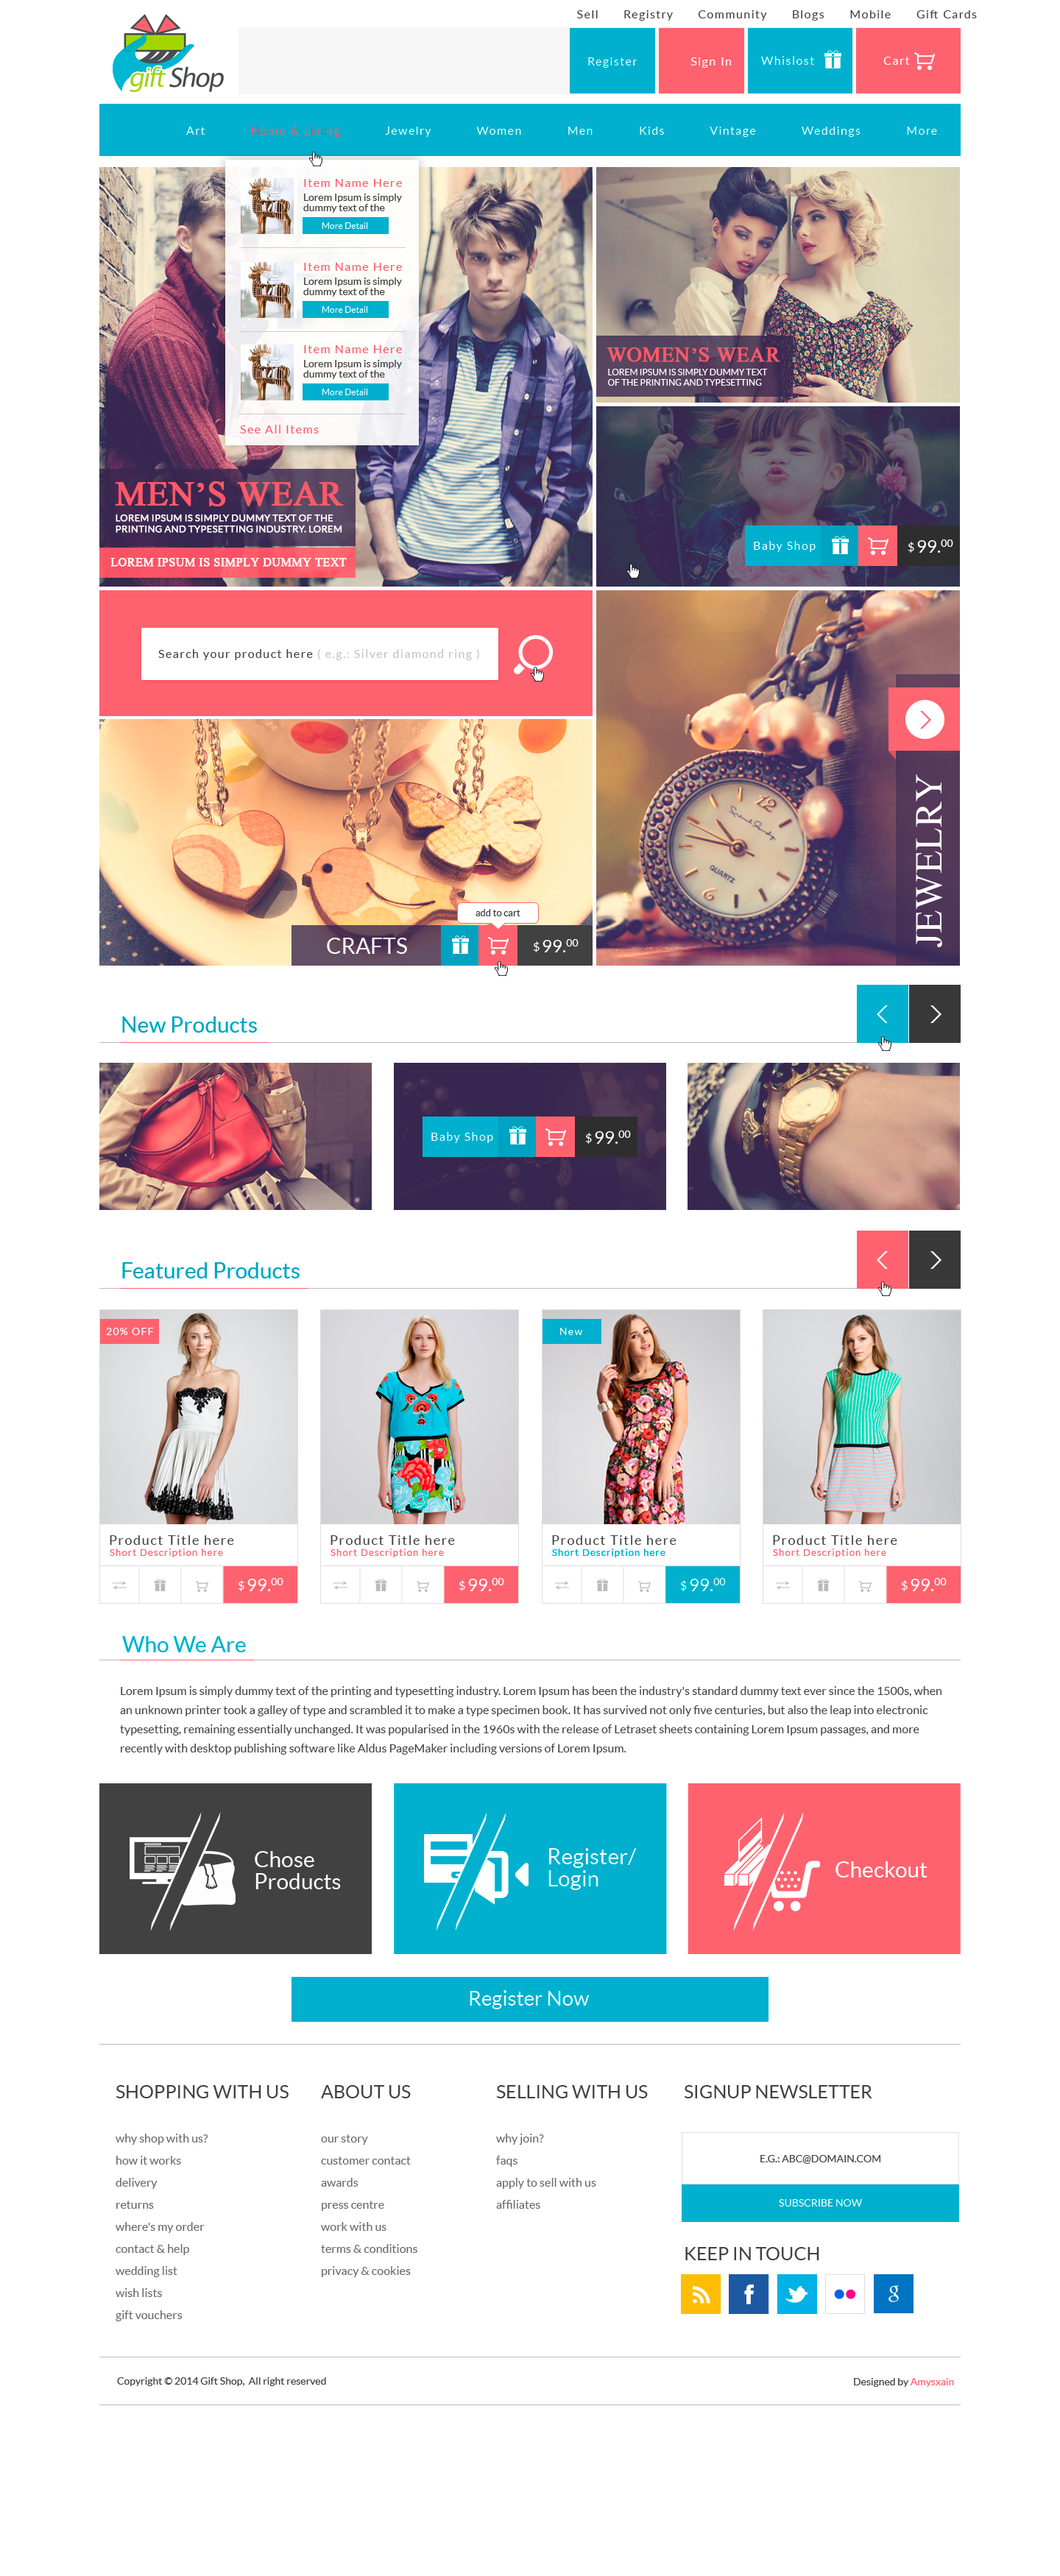 Sell Registry Community Blogs Mobile Gift Cards
gift Shop
Register Sign In Whislost Cart
Art Home & Living Jewelry Women Men Kids Vintage Weddings More
Item Name Here
Lorem Ipsum is simply
dummy text of the
More Detail
Item Name Here
Lorem Ipsum is simply
dummy text of the
More Detail
Item Name Here
Lorem Ipsum is simply
dummy text of the
More Detail
See All Items
MEN'S WEAR
LOREM IPSUM IS SIMPLY DUMMY TEXT OF THE
PRINTING AND TYPESETTING INDUSTRY. LOREM
LOREM IPSUM IS SIMPLY DUMMY TEXT
WOMEN'S WEAR
LOREM IPSUM IS SIMPLY DUMMY TEXT
OF THE PRINTING AND TYPESETTING
Baby Shop $99.00
Search your product here ( e.g.: Silver diamond ring )
12
QUARTZ
JEWELRY
add to cart
CRAFTS $99.00
New Products
Baby Shop $99.00
Featured Products
20% OFF
New
Product Title here
Short Description here
$99.00
Product Title here
Short Description here
$99.00
Product Title here
Short Description here
$99.00
Product Title here
Short Description here
$99.00
Who We Are
Lorem Ipsum is simply dummy text of the printing and typesetting industry. Lorem Ipsum has been the industry's standard dummy text ever since the 1500s, when
an unknown printer took a galley of type and scrambled it to make a type specimen book. It has survived not only five centuries, but also the leap into electronic
typesetting, remaining essentially unchanged. It was popularised in the 1960s with the release of Letraset sheets containing Lorem Ipsum passages, and more
recently with desktop publishing software like Aldus PageMaker including versions of Lorem Ipsum.
Chose
Products
Register/
Login
Checkout
Register Now
SHOPPING WITH US
why shop with us?
how it works
delivery
returns
where's my order
contact & help
wedding list
wish lists
gift vouchers
ABOUT US
our story
customer contact
awards
press centre
work with us
terms & conditions
privacy & cookies
SELLING WITH US
why join?
faqs
apply to sell with us
affiliates
SIGNUP NEWSLETTER
E.G.: ABC@DOMAIN.COM
SUBSCRIBE NOW
KEEP IN TOUCH
f
g
Copyright © 2014 Gift Shop, All right reserved
Designed by Amysxain